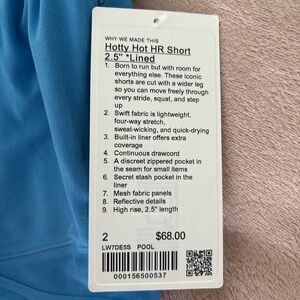 WHY WE MADE THIS
Hotty Hot HR Short
2.5" *Lined
1. Born to run but with room for
everything else. These iconic
shorts are cut with a wider leg
so you can move freely through
every stride, squat, and step
up
2. Swift fabric is lightweight,
four-way stretch,
sweat-wicking, and quick-drying
3. Built-in liner offers extra
coverage
4. Continuous drawcord
5. A discreet zippered pocket in
the seam for small items
6. Secret stash pocket in the
liner
7. Mesh fabric panels
8. Reflective details
9. High rise, 2.5" length
2 $68.00
LW7DE5S POOL
000156500537